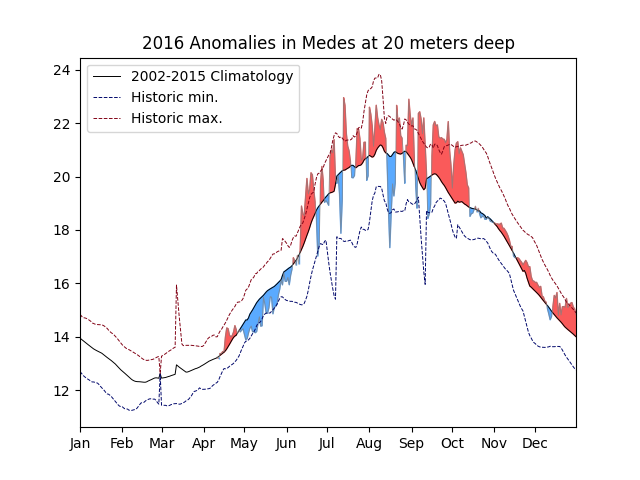 2016 Anomalies in Medes at 20 meters deep
2002-2015 Climatology
Historic min.
Historic max.
24
22
20
18
16
14
12
Jan Feb Mar Apr May Jun Jul Aug Sep Oct Nov Dec